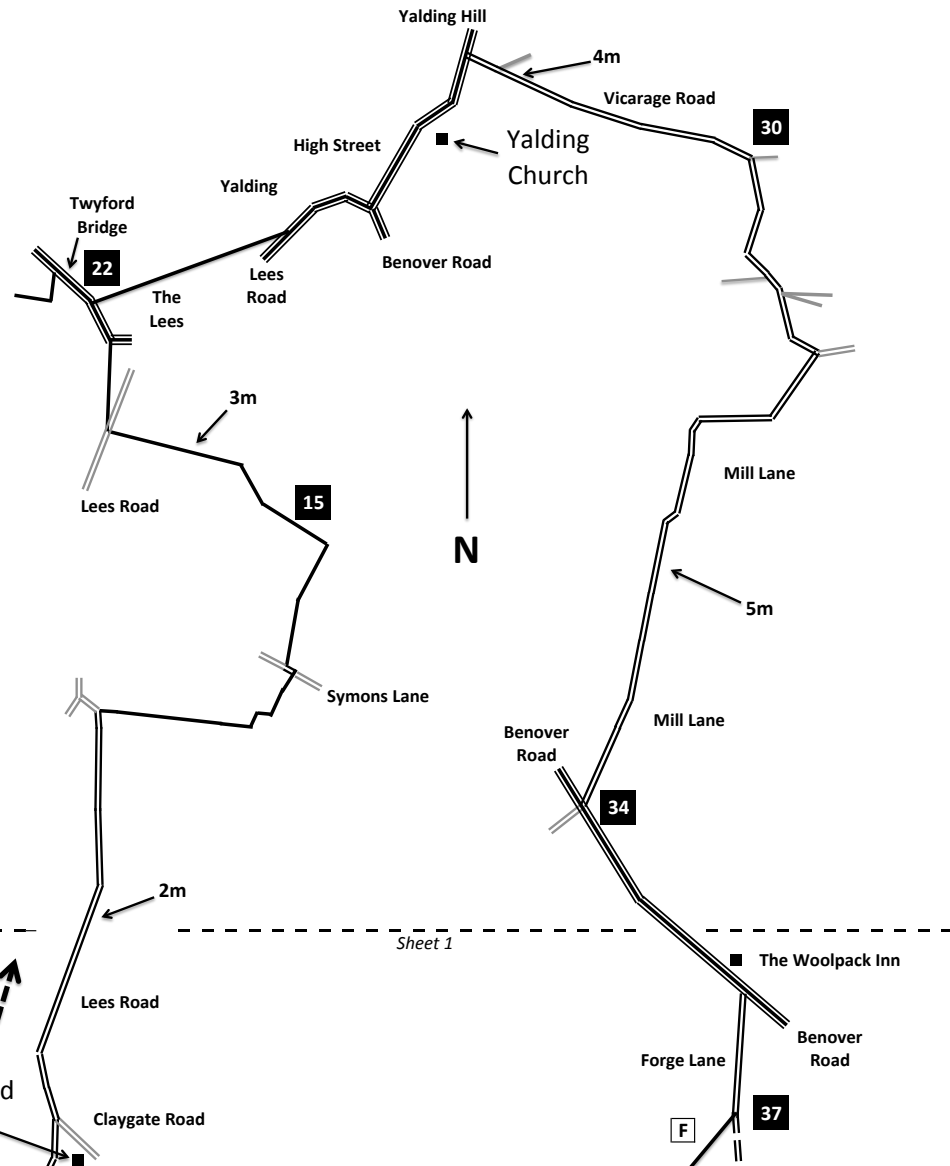 Yalding Hill
4m
Vicarage Road
30
High Street
Yalding
Church
Yalding
Twyford
Bridge
22
Benover Road
Lees
Road
The
Lees
3m
Lees Road
15
Mill Lane
N
5m
Symons Lane
Mill Lane
Benover
Road
34
2m
Sheet 1
The Woolpack Inn
Lees Road
Benover
Road
Forge Lane
d
Claygate Road
37
F